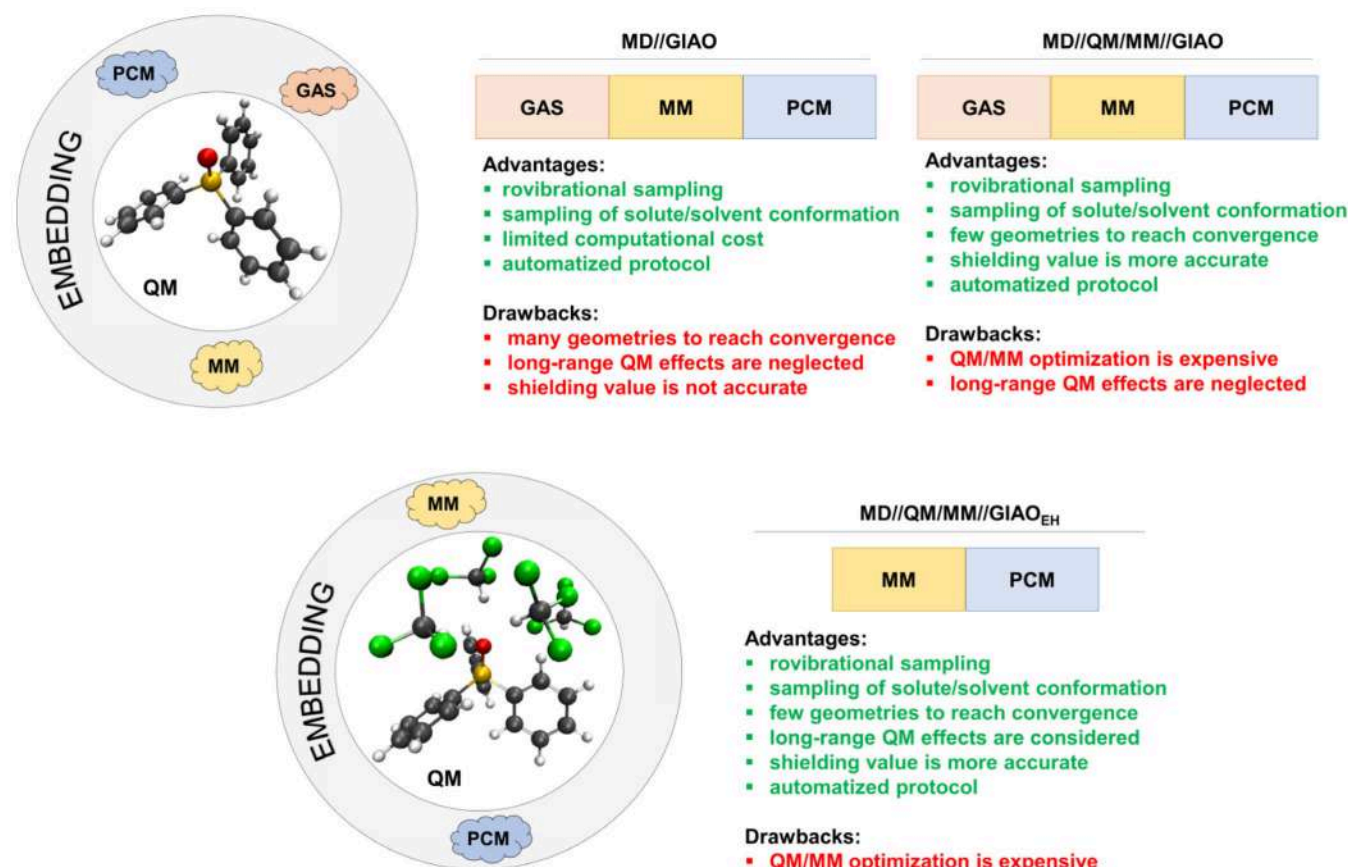 PCM
GAS
EMBEDDING
QM
MM
MD//GIAO
GAS MM PCM
Advantages:
▪ rovibrational sampling
▪ sampling of solute/solvent conformation
▪ limited computational cost
▪ automatized protocol
Drawbacks:
▪ many geometries to reach convergence
▪ long-range QM effects are neglected
▪ shielding value is not accurate
MD//QM/MM//GIAO
GAS MM PCM
Advantages:
▪ rovibrational sampling
▪ sampling of solute/solvent conformation
▪ few geometries to reach convergence
▪ shielding value is more accurate
▪ automatized protocol
Drawbacks:
▪ QM/MM optimization is expensive
▪ long-range QM effects are neglected
MM
EMBEDDING
QM
PCM
MD//QM/MM//GIAOEH
MM PCM
Advantages:
▪ rovibrational sampling
▪ sampling of solute/solvent conformation
▪ few geometries to reach convergence
▪ long-range QM effects are considered
▪ shielding value is more accurate
▪ automatized protocol
Drawbacks:
▪ QM/MM optimization is expensive